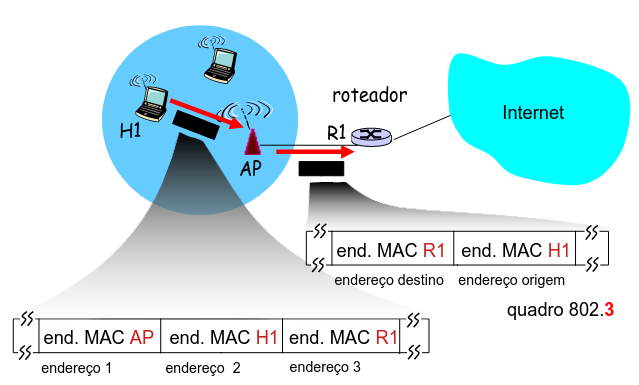 roteador
Internet
H1
R1
AP
end. MAC R1
end. MAC H1
endereço destino
endereço origem
quadro 802.3
end. MAC AP
end. MAC H1
end. MAC R1
endereço 1
endereço 2
endereço 3